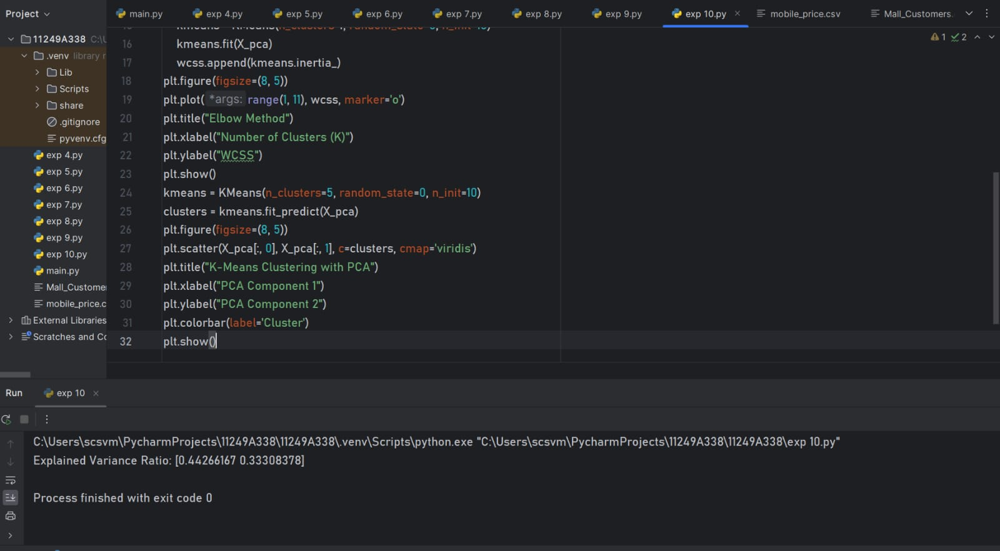 Project
main.py
exp 4.py
exp 5.py
exp 6.py
exp 7.py
exp 8.py
exp 9.py
exp 10.py
mobile_price.csv
Mall_Customers.
11249A338 C:\U
.venv library r
Lib
Scripts
share
.gitignore
pyvenv.cfg
exp 4.py
exp 5.py
exp 6.py
exp 7.py
exp 8.py
exp 9.py
exp 10.py
main.py
Mall_Customer
mobile_price.c
External Libraries
Scratches and Co
1 2
16 kmeans.fit(X_pca)
17 wcss.append(kmeans.inertia_)
18 plt.figure(figsize=(8, 5))
19 plt.plot( *args: range(1, 11), wcss, marker='o')
20 plt.title("Elbow Method")
21 plt.xlabel("Number of Clusters (K)")
22 plt.ylabel("WCSS")
23 plt.show()
24 kmeans = KMeans(n_clusters=5, random_state=0, n_init=10)
25 clusters = kmeans.fit_predict(X_pca)
26 plt.figure(figsize=(8, 5))
27 plt.scatter(X_pca[:, 0], X_pca[:, 1], c=clusters, cmap='viridis')
28 plt.title("K-Means Clustering with PCA")
29 plt.xlabel("PCA Component 1")
30 plt.ylabel("PCA Component 2")
31 plt.colorbar(label='Cluster')
32 plt.show()
Run exp 10
C:\Users\scsvm\PycharmProjects\11249A338\11249A338\.venv\Scripts\python.exe "C:\Users\scsvm\PycharmProjects\11249A338\11249A338\exp 10.py"
Explained Variance Ratio: [0.44266167 0.33308378]
Process finished with exit code 0